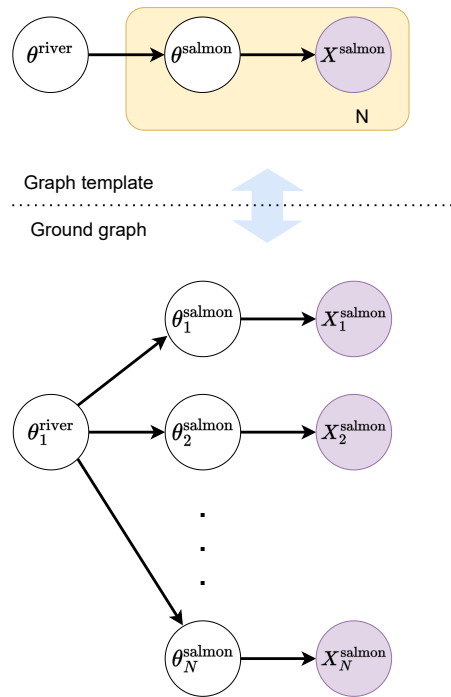 θ^river θ^salmon X^salmon
N
Graph template
Ground graph
θ_1^salmon X_1^salmon
θ_1^river θ_2^salmon X_2^salmon
.
.
.
θ_N^salmon X_N^salmon